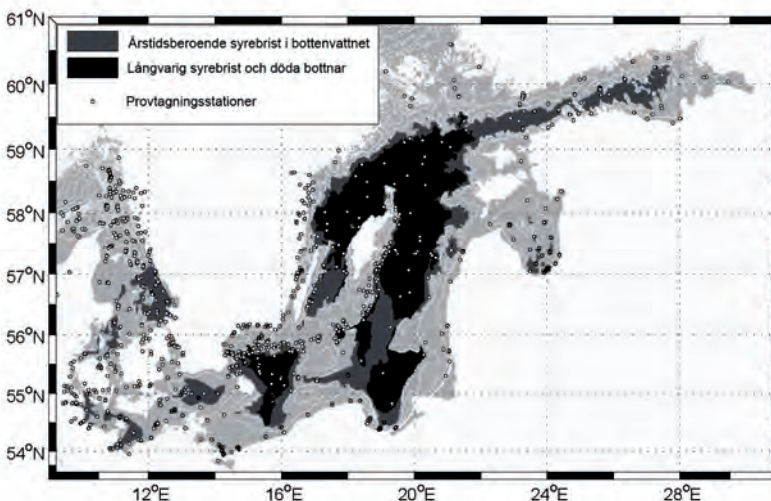 61°N
60°N
59°N
58°N
57°N
56°N
55°N
54°N
Årstidsberoende syrebrist i bottenvattnet
Långvarig syrebrist och döda bottnar
Provtagningsstationer
12°E
16°E
20°E
24°E
28°E